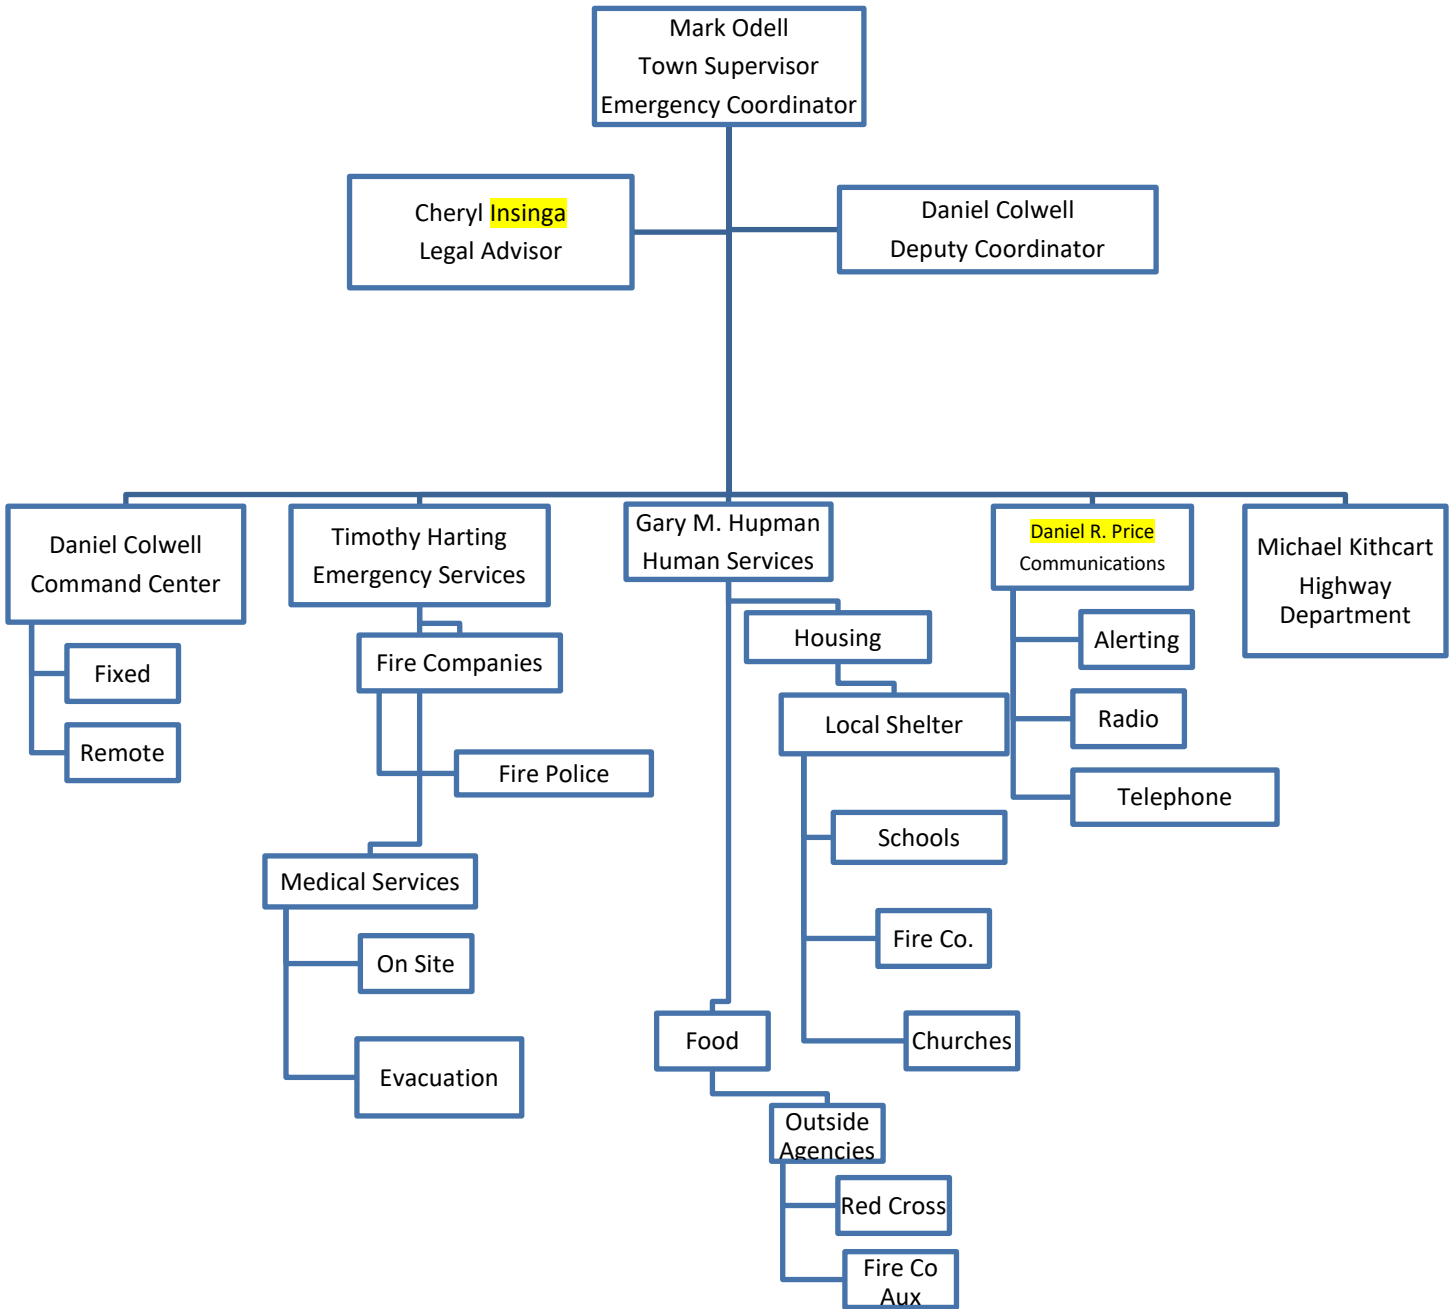 Mark Odell
Town Supervisor
Emergency Coordinator
Cheryl Insinga
Legal Advisor
Daniel Colwell
Deputy Coordinator
Daniel Colwell
Command Center
Fixed
Remote
Timothy Harting
Emergency Services
Fire Companies
Fire Police
Medical Services
On Site
Evacuation
Gary M. Hupman
Human Services
Housing
Local Shelter
Schools
Fire Co.
Churches
Food
Outside
Agencies
Red Cross
Fire Co
Aux
Daniel R. Price
Communications
Alerting
Radio
Telephone
Michael Kithcart
Highway
Department